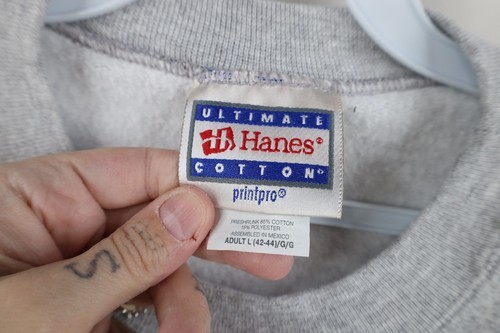 ULTIMATE
Hanes®
COTTON®
printpro®
PRESHRUNK 85% COTTON
15% POLYESTER
ASSEMBLED IN MEXICO
ADULT L (42-44)/G/G